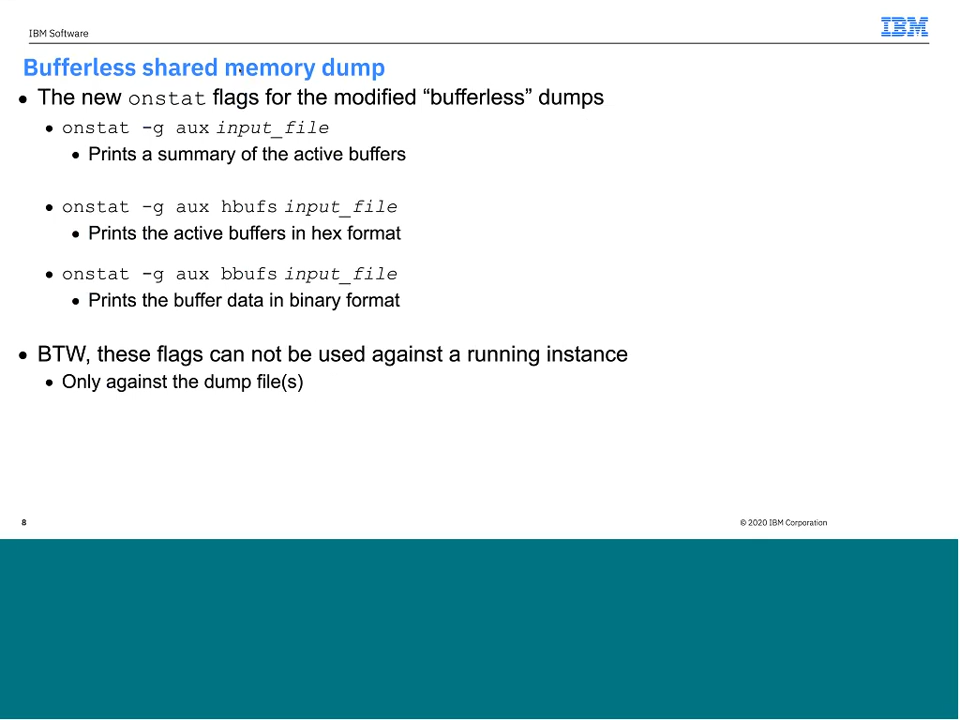 IBM Software
IBM
Bufferless shared memory dump
• The new onstat flags for the modified “bufferless” dumps
• onstat -g aux input_file
• Prints a summary of the active buffers
• onstat -g aux hbufs input_file
• Prints the active buffers in hex format
• onstat -g aux bbufs input_file
• Prints the buffer data in binary format
• BTW, these flags can not be used against a running instance
• Only against the dump file(s)
8
© 2020 IBM Corporation